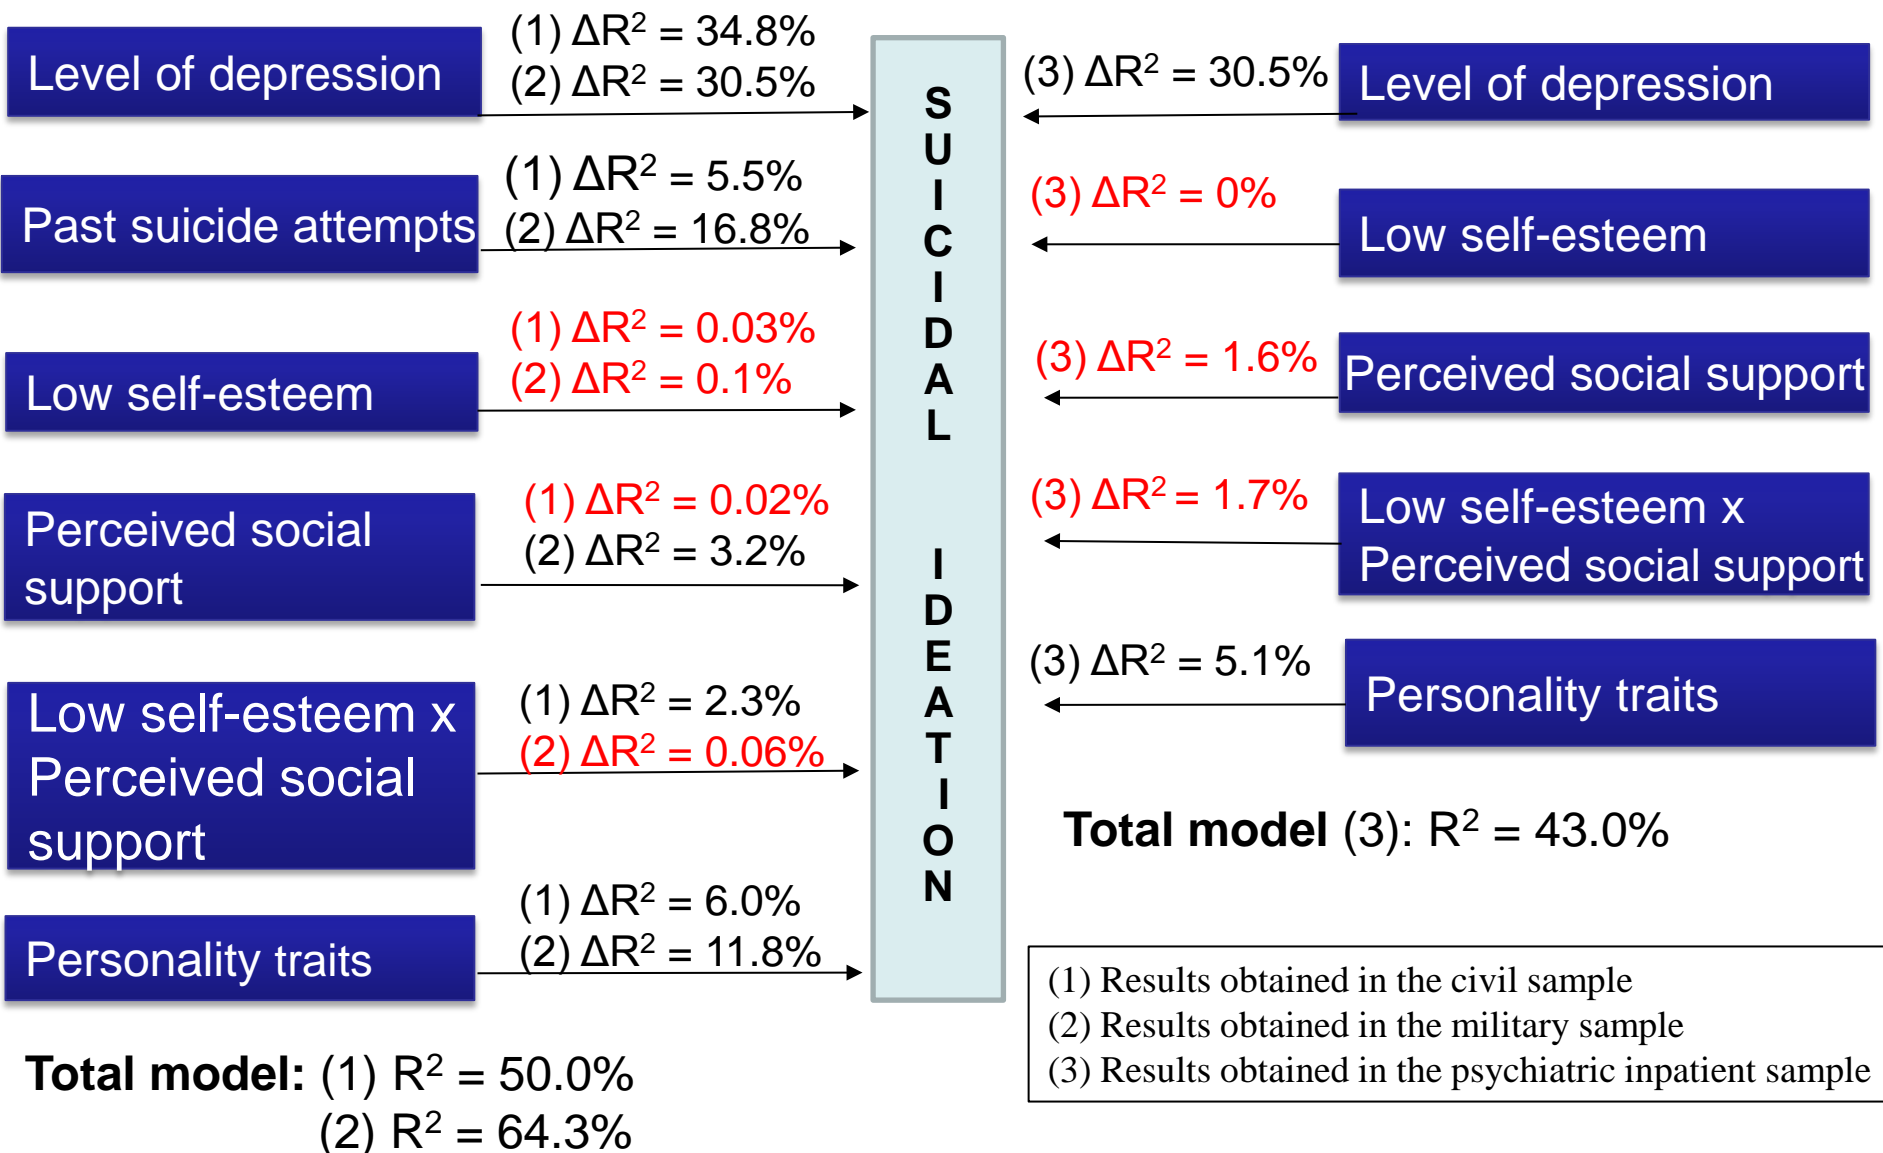 Level of depression
(1) ΔR² = 34.8%
(2) ΔR² = 30.5%
Past suicide attempts
(1) ΔR² = 5.5%
(2) ΔR² = 16.8%
Low self-esteem
(1) ΔR² = 0.03%
(2) ΔR² = 0.1%
Perceived social
support
(1) ΔR² = 0.02%
(2) ΔR² = 3.2%
Low self-esteem x
Perceived social
support
(1) ΔR² = 2.3%
(2) ΔR² = 0.06%
Personality traits
(1) ΔR² = 6.0%
(2) ΔR² = 11.8%
Total model: (1) R² = 50.0%
(2) R² = 64.3%
SUICIDAL IDEATION
(3) ΔR² = 30.5%
Level of depression
(3) ΔR² = 0%
Low self-esteem
(3) ΔR² = 1.6%
Perceived social support
(3) ΔR² = 1.7%
Low self-esteem x
Perceived social support
(3) ΔR² = 5.1%
Personality traits
Total model (3): R² = 43.0%
(1) Results obtained in the civil sample
(2) Results obtained in the military sample
(3) Results obtained in the psychiatric inpatient sample